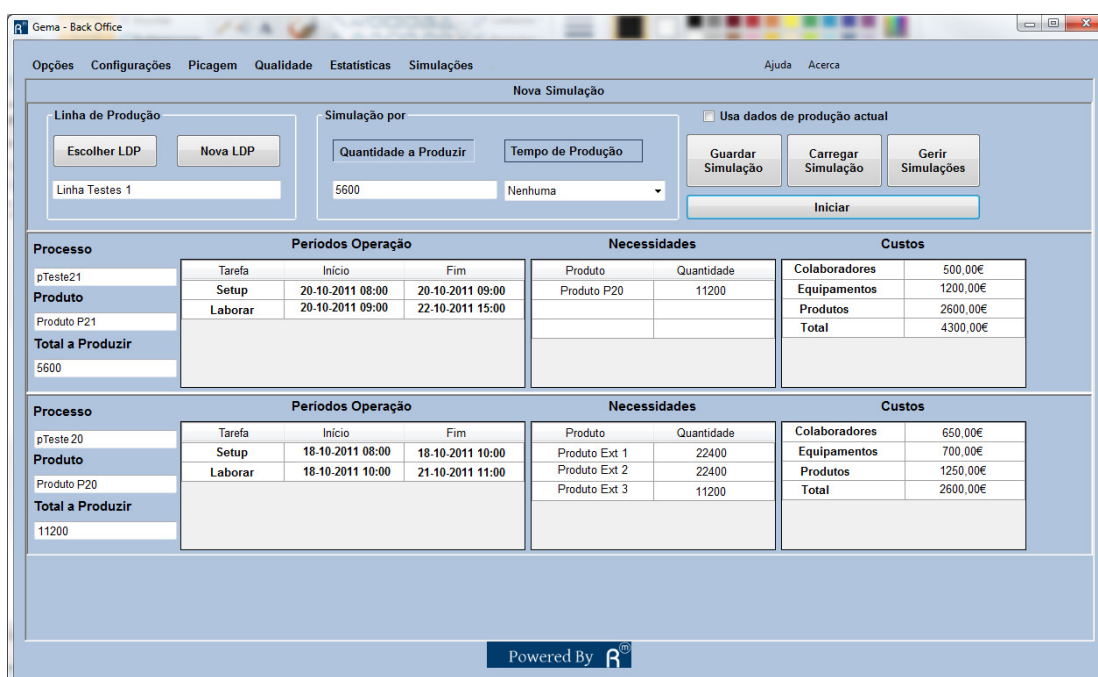 Gema - Back Office
Opções Configurações Picagem Qualidade Estatísticas Simulações Ajuda Acerca
Nova Simulação
Linha de Produção Simulação por Usa dados de produção actual
Escolher LDP Nova LDP Quantidade a Produzir Tempo de Produção Guardar Simulação Carregar Simulação Gerir Simulações
Linha Testes 1 5600 Nenhuma
Iniciar
Processo Períodos Operação Necessidades Custos
pTeste21 Tarefa Início Fim Produto Quantidade Colaboradores 500,00€
Produto Setup 20-10-2011 08:00 20-10-2011 09:00 Produto P20 11200 Equipamentos 1200,00€
Produto P21 Laborar 20-10-2011 09:00 22-10-2011 15:00 Produtos 2600,00€
Total a Produzir Total 4300,00€
5600
Processo Períodos Operação Necessidades Custos
pTeste 20 Tarefa Início Fim Produto Quantidade Colaboradores 650,00€
Produto Setup 18-10-2011 08:00 18-10-2011 10:00 Produto Ext 1 22400 Equipamentos 700,00€
Produto P20 Laborar 18-10-2011 10:00 21-10-2011 11:00 Produto Ext 2 22400 Produtos 1250,00€
Total a Produzir Produto Ext 3 11200 Total 2600,00€
11200
Powered By R m